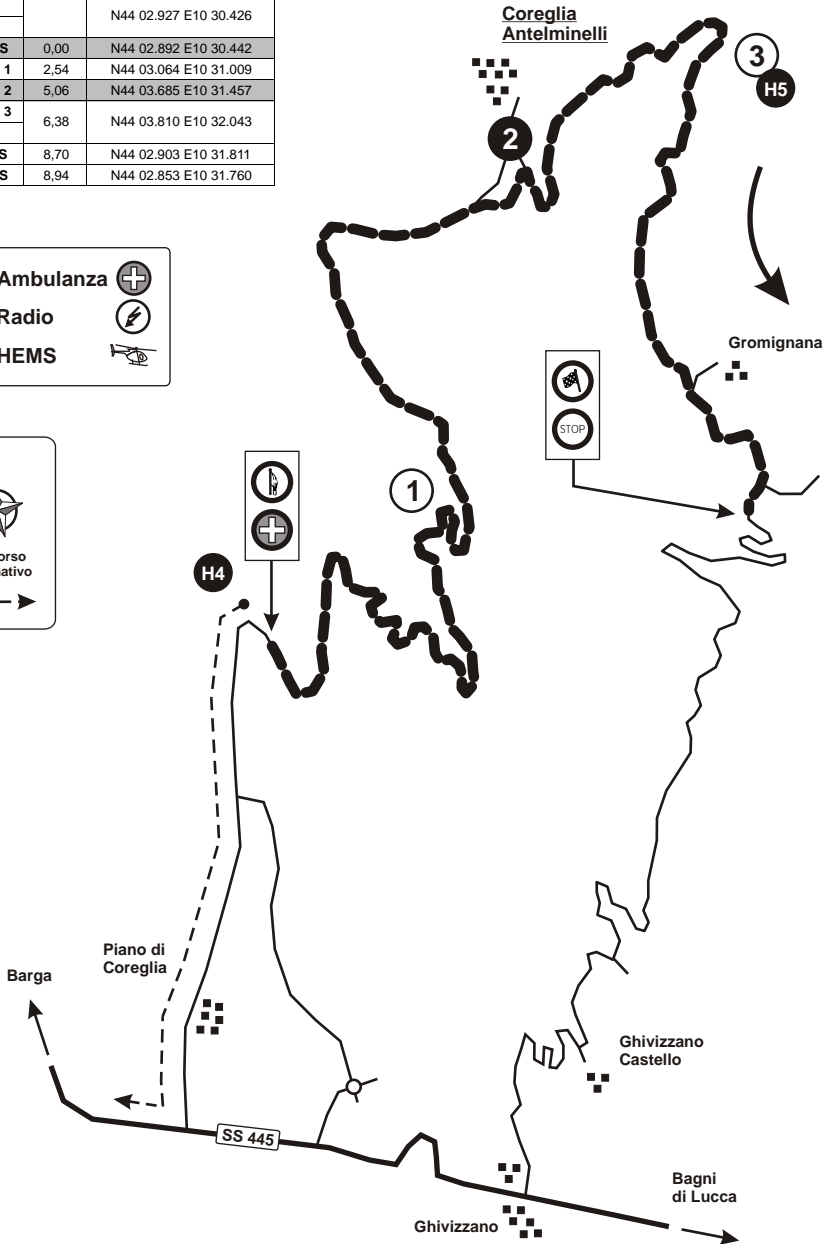 N44 02.927 E10 30.426
S 0,00 N44 02.892 E10 30.442
1 2,54 N44 03.064 E10 31.009
2 5,06 N44 03.685 E10 31.457
3
6,38 N44 03.810 E10 32.043
S 8,70 N44 02.903 E10 31.811
S 8,94 N44 02.853 E10 31.760
Coreglia
Antelminelli
3
H5
2
Ambulanza
Radio
HEMS
Gromignana
STOP
1
H4
orso
nativo
Piano di
Coreglia
Barga
Ghivizzano
Castello
SS 445
Bagni
di Lucca
Ghivizzano